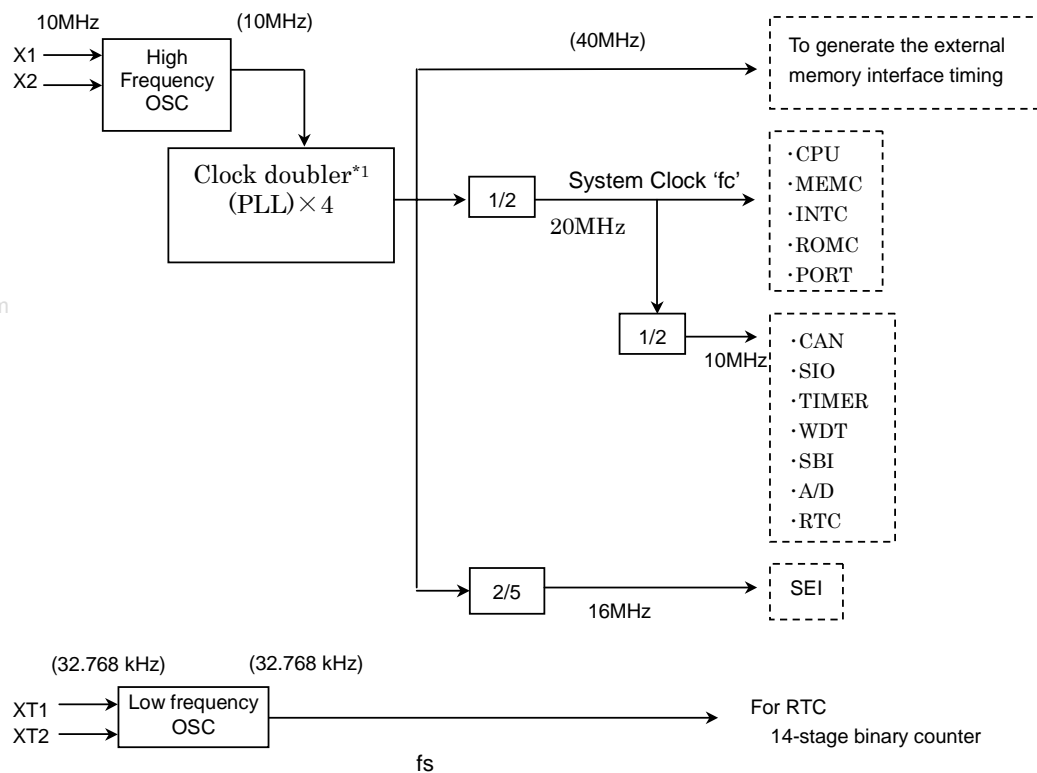 10MHz
(10MHz)
X1
X2
High
Frequency
OSC
(40MHz)
To generate the external
memory interface timing
Clock doubler*1
(PLL)×4
1/2
System Clock 'fc'
20MHz
·CPU
·MEMC
·INTC
·ROMC
·PORT
1/2
10MHz
·CAN
·SIO
·TIMER
·WDT
·SBI
·A/D
·RTC
2/5
16MHz
SEI
(32.768 kHz)
(32.768 kHz)
XT1
XT2
Low frequency
OSC
fs
For RTC
14-stage binary counter